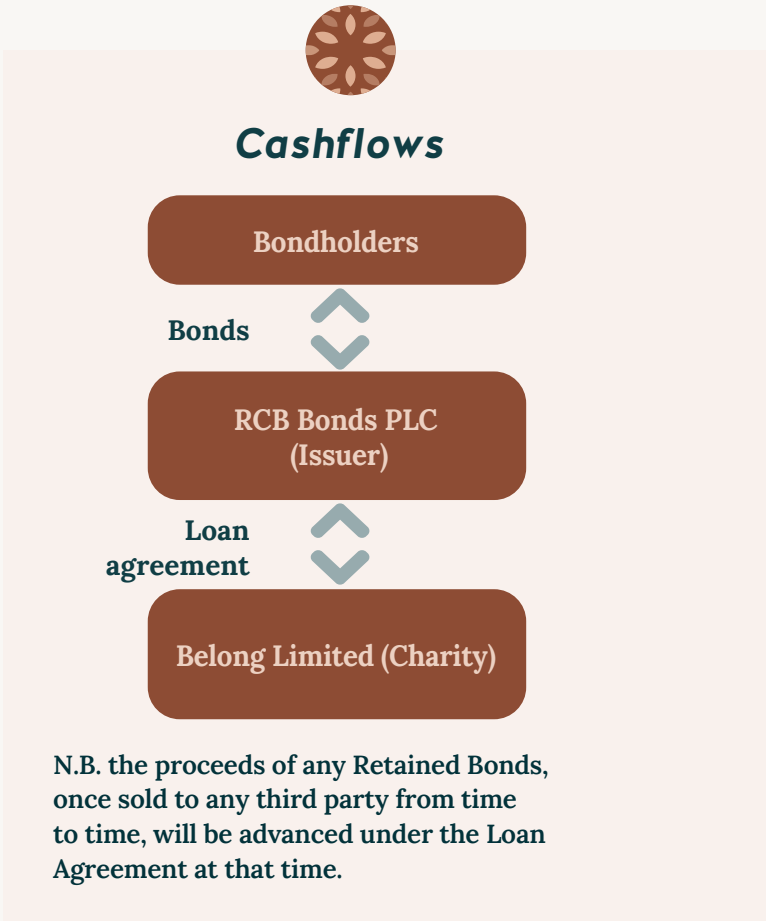 Cashflows
Bondholders
Bonds
RCB Bonds PLC
(Issuer)
Loan
agreement
Belong Limited (Charity)
N.B. the proceeds of any Retained Bonds,
once sold to any third party from time
to time, will be advanced under the Loan
Agreement at that time.